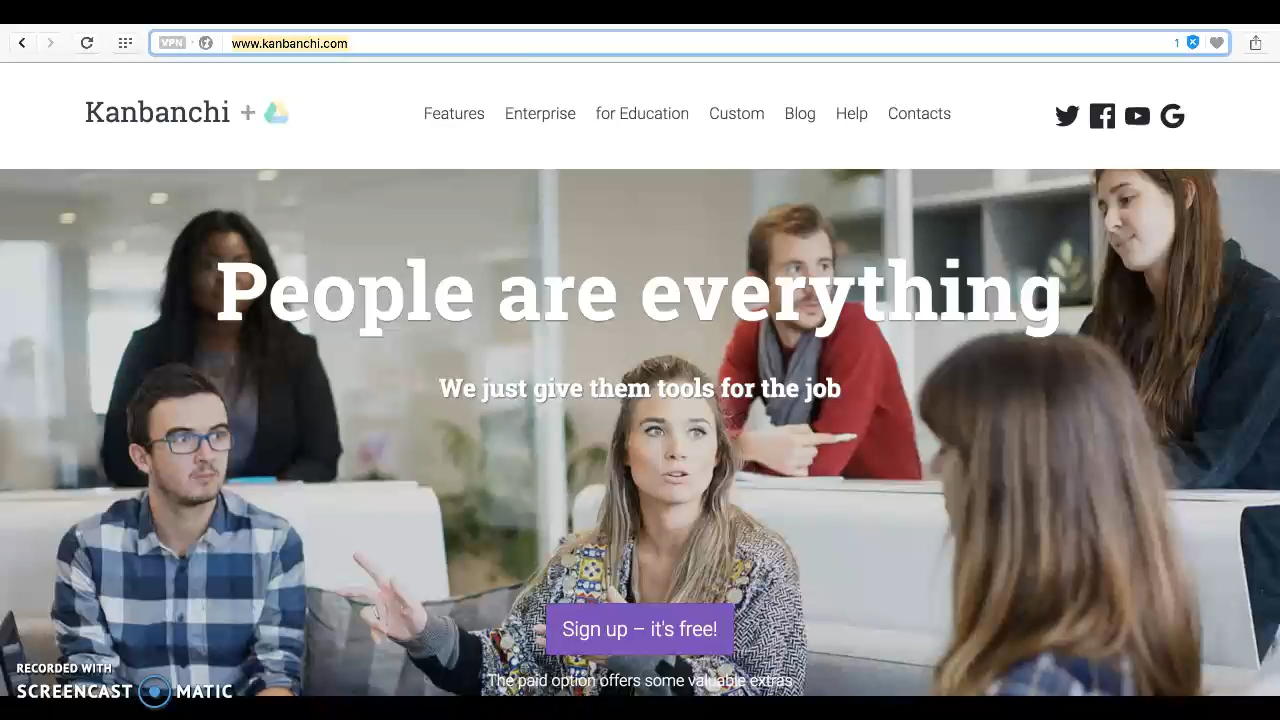 VPN
www.kanbanchi.com
1
Kanbanchi +
Features Enterprise for Education Custom Blog Help Contacts
People are everything
We just give them tools for the job
Sign up – it's free!
The paid option offers some valuable extras
RECORDED WITH
SCREENCAST MATIC